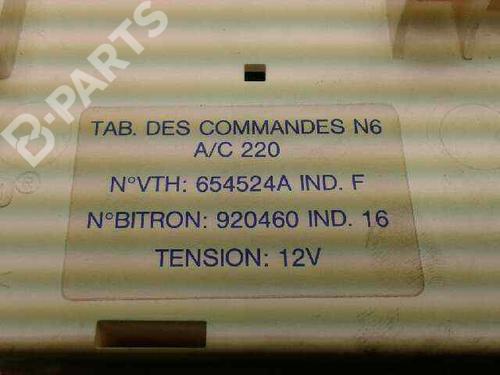 B-PARTS
TAB. DES COMMANDES N6
A/C 220
N°VTH: 654524A IND. F
N°BITRON: 920460 IND. 16
TENSION: 12V